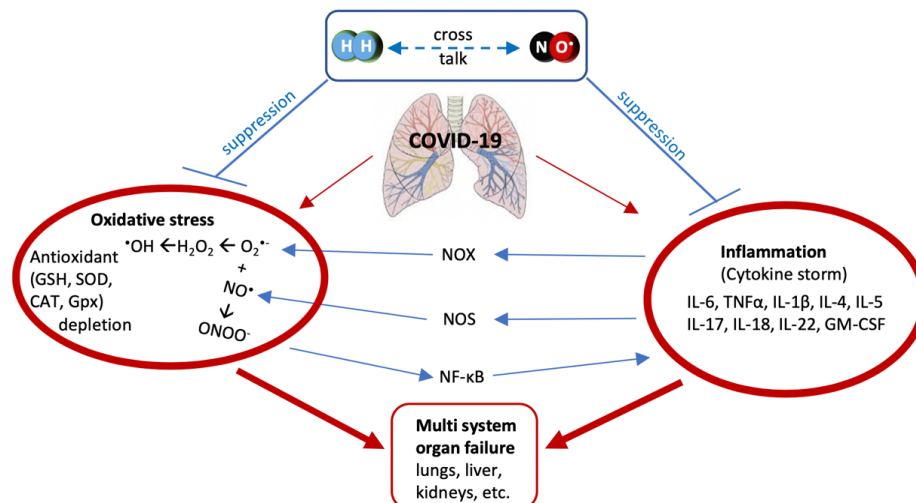 H H
cross
talk
N O•
suppression
suppression
COVID-19
Oxidative stress
•OH ← H₂O₂ ← O₂•-
Antioxidant
(GSH, SOD,
CAT, Gpx)
depletion
+
NO•
↓
ONOO⁻
NOX
NOS
NF-κB
Inflammation
(Cytokine storm)
IL-6, TNFα, IL-1β, IL-4, IL-5
IL-17, IL-18, IL-22, GM-CSF
Multi system
organ failure
lungs, liver,
kidneys, etc.